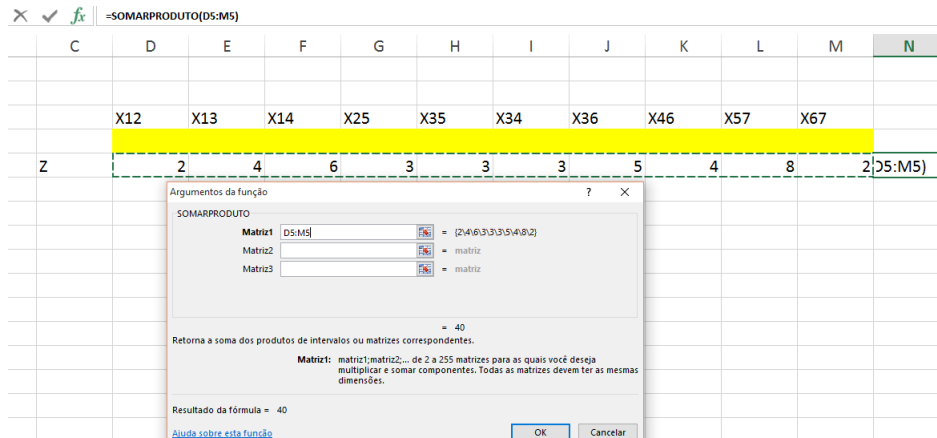 fx =SOMARPRODUTO(D5:M5)
C D E F G H I J K L M N
X12 X13 X14 X25 X35 X34 X36 X46 X57 X67
Z 2 4 6 3 3 3 5 4 8 2 D5:M5)
Argumentos da função ? X
SOMARPRODUTO
Matriz1 D5:M5 = {2\4\6\3\3\3\5\4\8\2}
Matriz2 = matriz
Matriz3 = matriz
= 40
Retorna a soma dos produtos de intervalos ou matrizes correspondentes.
Matriz1: matriz1;matriz2;... de 2 a 255 matrizes para as quais você deseja
multiplicar e somar componentes. Todas as matrizes devem ter as mesmas
dimensões.
Resultado da fórmula = 40
Ajuda sobre esta função OK Cancelar